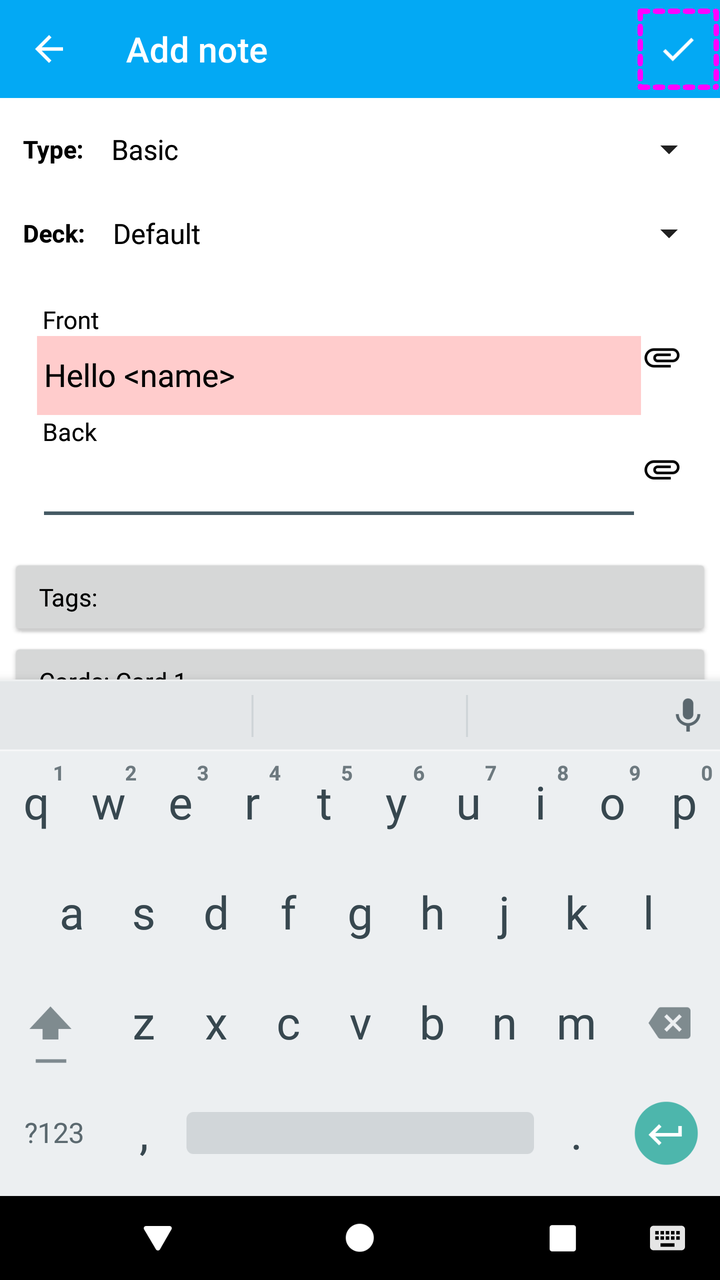 Add note
Type: Basic
Deck: Default
Front
Hello <name>
Back
Tags:
Cards: Card 1
1 2 3 4 5 6 7 8 9 0
q w e r t y u i o p
a s d f g h j k l
z x c v b n m
?123 , .